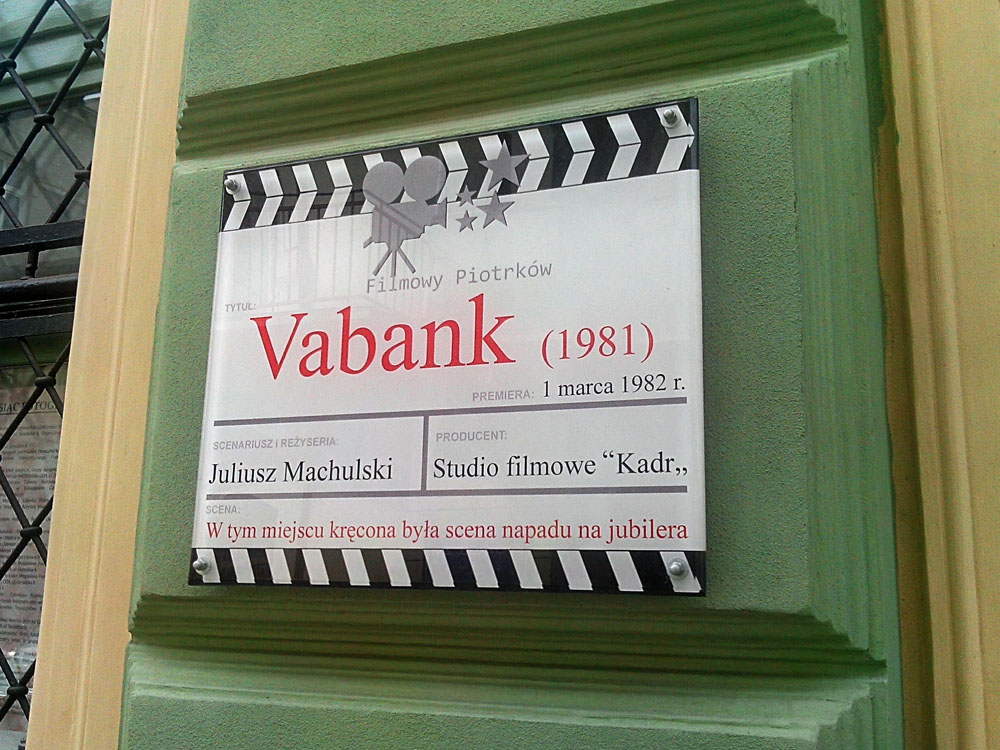 Filmowy Piotrków
TYTUŁ:
Vabank (1981)
PREMIERA: 1 marca 1982 r.
SCENARIUSZ i REŻYSERIA:
Juliusz Machulski
PRODUCENT:
Studio filmowe “Kadr„
SCENA:
W tym miejscu kręcona była scena napadu na jubilera